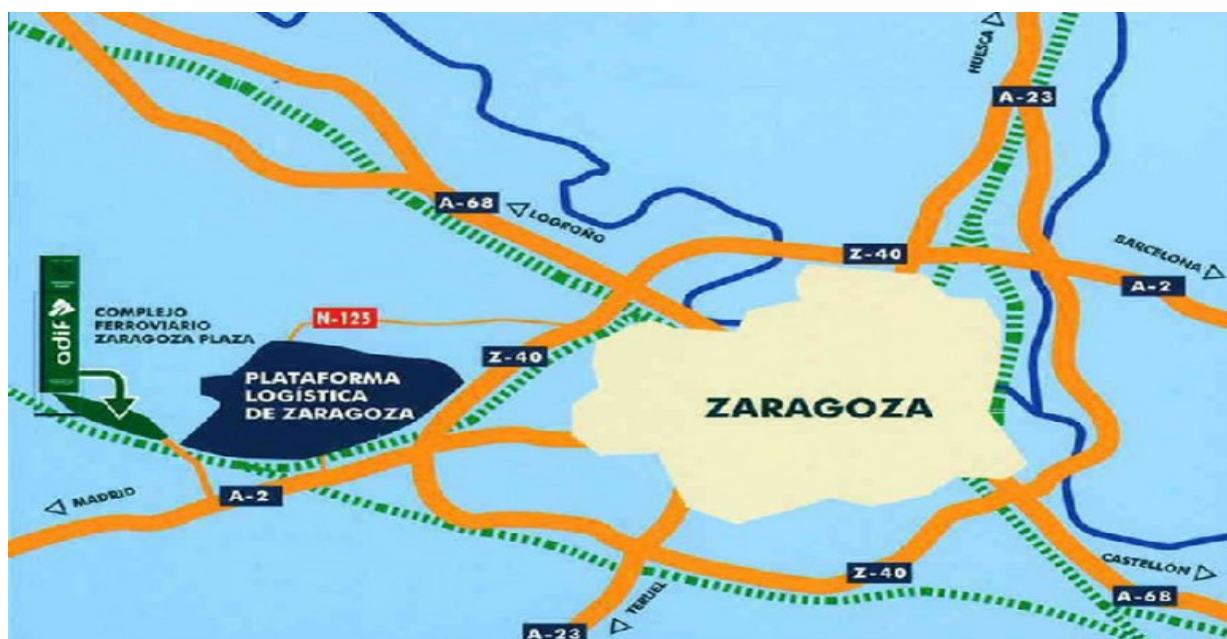 HUESCA
A-23
A-68
LOGROÑO
Z-40
BARCELONA
A-2
adif
COMPLEJO
FERROVIARIO
ZARAGOZA PLAZA
N-125
Z-40
PLATAFORMA
LOGÍSTICA
DE ZARAGOZA
ZARAGOZA
MADRID
A-2
Z-40
CASTELLÓN
A-68
TERUEL
A-23